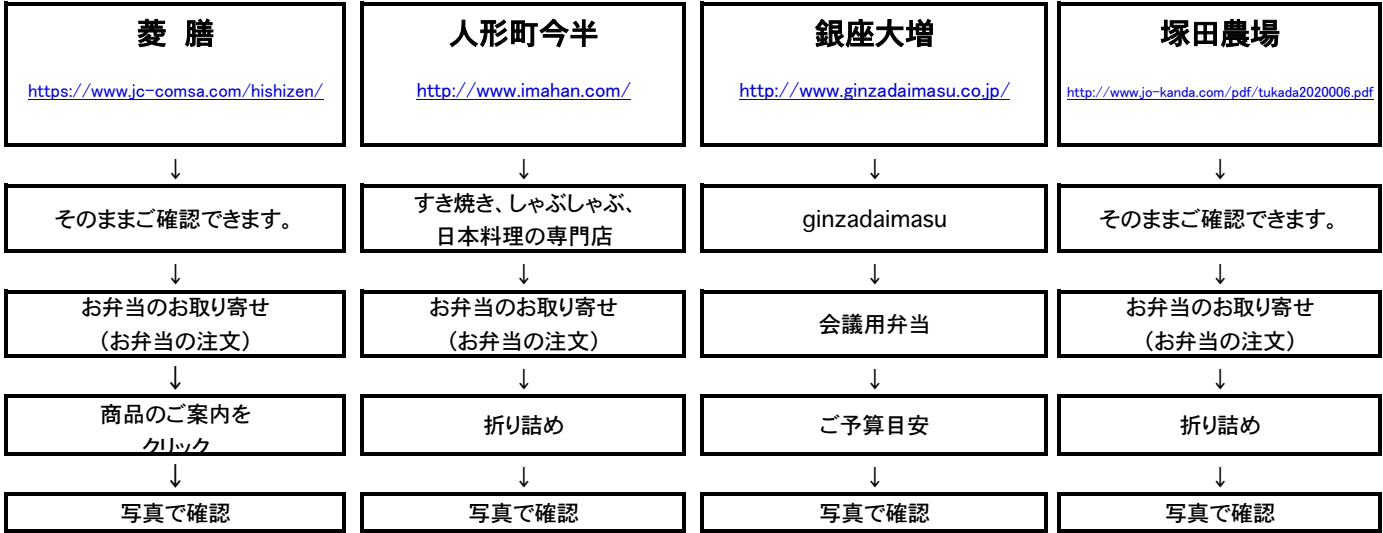 菱 膳
https://www.jc-comsa.com/hishizen/
↓
そのままご確認できます。
↓
お弁当のお取り寄せ
（お弁当の注文）
↓
商品のご案内を
クリック
↓
写真で確認
人形町今半
http://www.imahan.com/
↓
すき焼き、しゃぶしゃぶ、
日本料理の専門店
↓
お弁当のお取り寄せ
（お弁当の注文）
↓
折り詰め
↓
写真で確認
銀座大増
http://www.ginzadaimasu.co.jp/
↓
ginzadaimasu
↓
会議用弁当
↓
ご予算目安
↓
写真で確認
塚田農場
http://www.jo-kanda.com/pdf/tukada2020006.pdf
↓
そのままご確認できます。
↓
お弁当のお取り寄せ
（お弁当の注文）
↓
折り詰め
↓
写真で確認